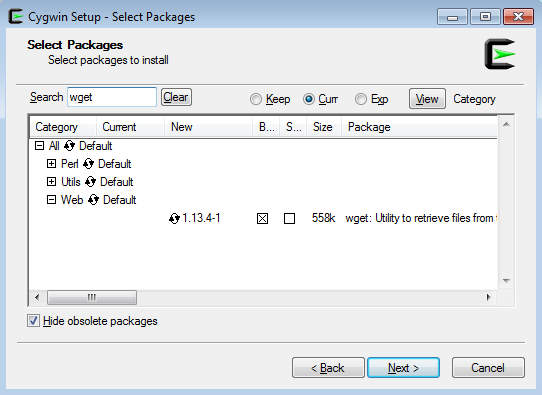 Cygwin Setup - Select Packages
Select Packages
Select packages to install
Search wget Clear Keep Curr Exp View Category
Category Current New B... S... Size Package
All Default
Perl Default
Utils Default
Web Default
1.13.4-1 558k wget: Utility to retrieve files from
Hide obsolete packages
< Back Next > Cancel